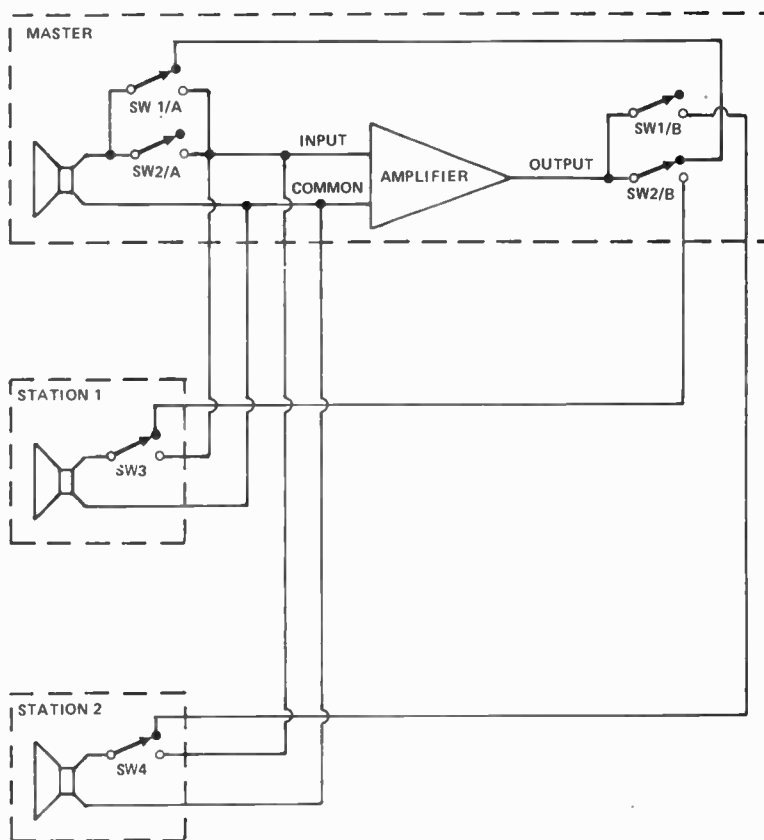 MASTER
SW 1/A
SW2/A
INPUT
COMMON
AMPLIFIER
OUTPUT
SW1/B
SW2/B
STATION 1
SW3
STATION 2
SW4